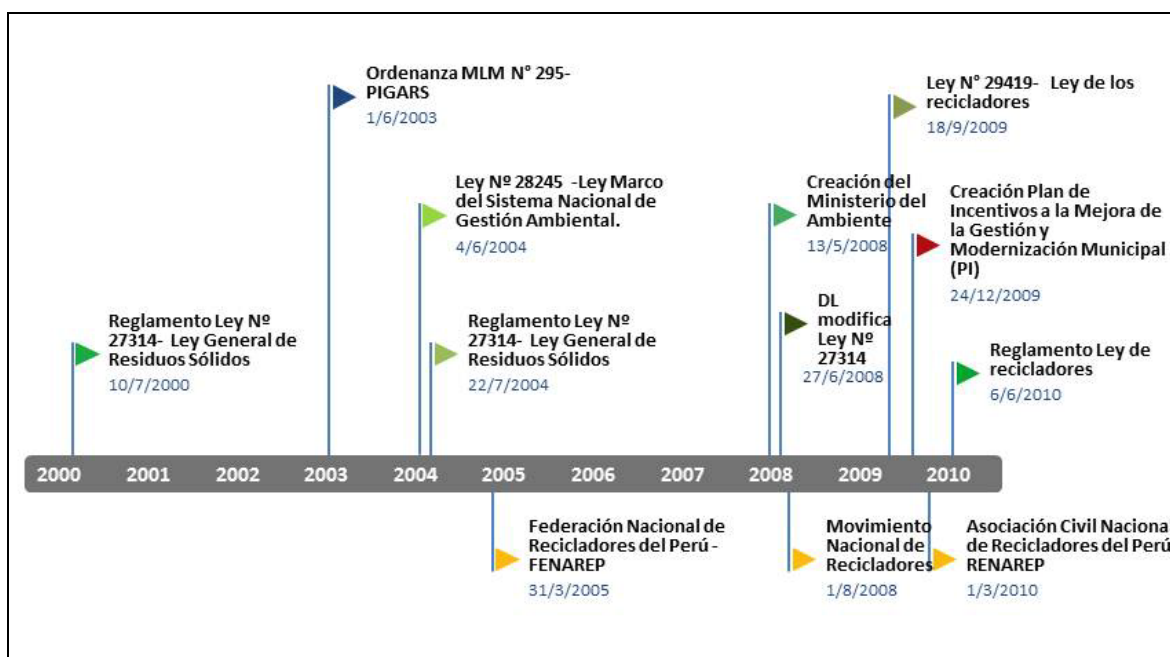 Ordenanza MLM N° 295-
PIGARS
1/6/2003
Ley N° 29419- Ley de los
recicladores
18/9/2009
Ley Nº 28245 -Ley Marco
del Sistema Nacional de
Gestión Ambiental.
4/6/2004
Creación del
Ministerio del
Ambiente
13/5/2008
Creación Plan de
Incentivos a la Mejora de
la Gestión y
Modernización Municipal
(PI)
24/12/2009
Reglamento Ley Nº
27314- Ley General de
Residuos Sólidos
10/7/2000
Reglamento Ley Nº
27314- Ley General de
Residuos Sólidos
22/7/2004
DL
modifica
Ley Nº
27314
27/6/2008
Reglamento Ley de
recicladores
6/6/2010
2000 2001 2002 2003 2004 2005 2006 2007 2008 2009 2010
Federación Nacional de
Recicladores del Perú -
FENAREP
31/3/2005
Movimiento
Nacional de
Recicladores
1/8/2008
Asociación Civil Naciona
de Recicladores del Perú
RENAREP
1/3/2010